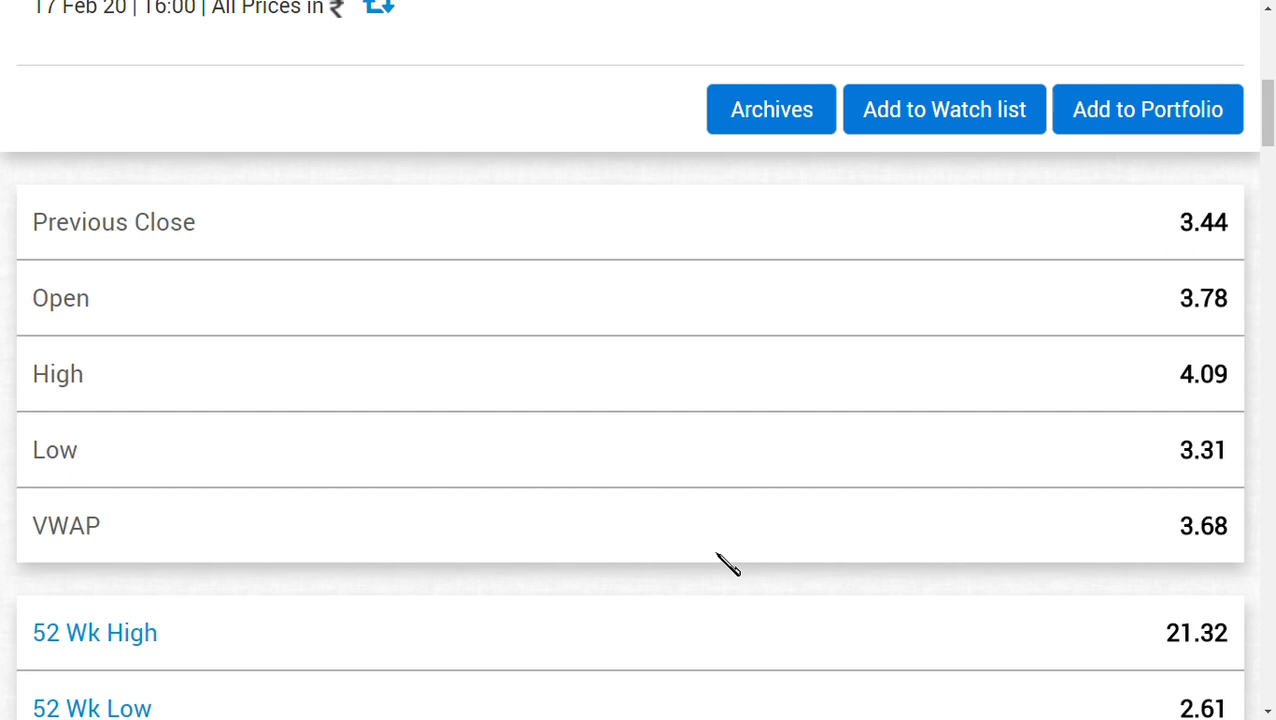 17 Feb 20 | 16:00 | All Prices in ₹
Archives Add to Watch list Add to Portfolio
Previous Close 3.44
Open 3.78
High 4.09
Low 3.31
VWAP 3.68
52 Wk High 21.32
52 Wk Low 2.61